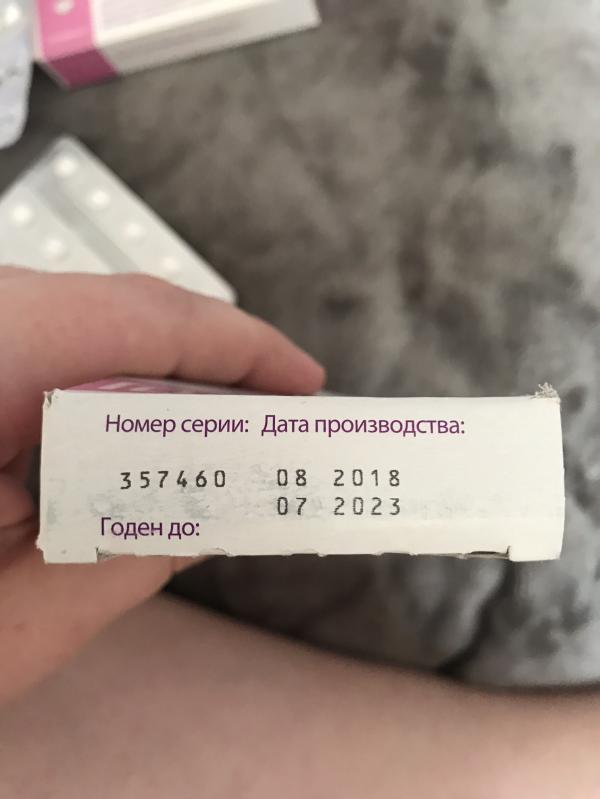 Номер серии: Дата производства:
357460 08 2018
07 2023
Годен до: